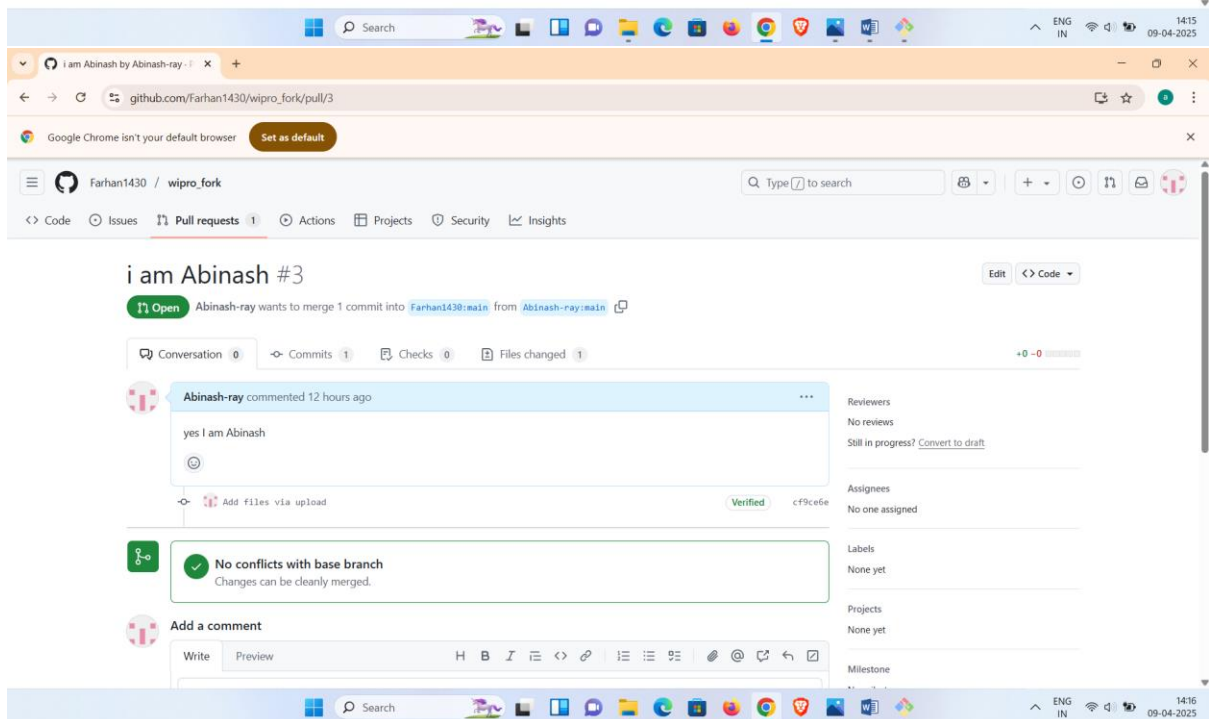 Search
ENG
IN
14:15
09-04-2025
i am Abinash by Abinash-ray ·
github.com/Farhan1430/wipro_fork/pull/3
a
Google Chrome isn't your default browser Set as default
Farhan1430 / wipro_fork
Type / to search
<> Code Issues Pull requests 1 Actions Projects Security Insights
i am Abinash #3
Edit <> Code
Open Abinash-ray wants to merge 1 commit into Farhan1430:main from Abinash-ray:main
Conversation 0 Commits 1 Checks 0 Files changed 1
+0 −0
Abinash-ray commented 12 hours ago
yes I am Abinash
Add files via upload
Verified cf9ce6e
No conflicts with base branch
Changes can be cleanly merged.
Add a comment
Write Preview
H B I
Reviewers
No reviews
Still in progress? Convert to draft
Assignees
No one assigned
Labels
None yet
Projects
None yet
Milestone
Search
ENG
IN
14:16
09-04-2025